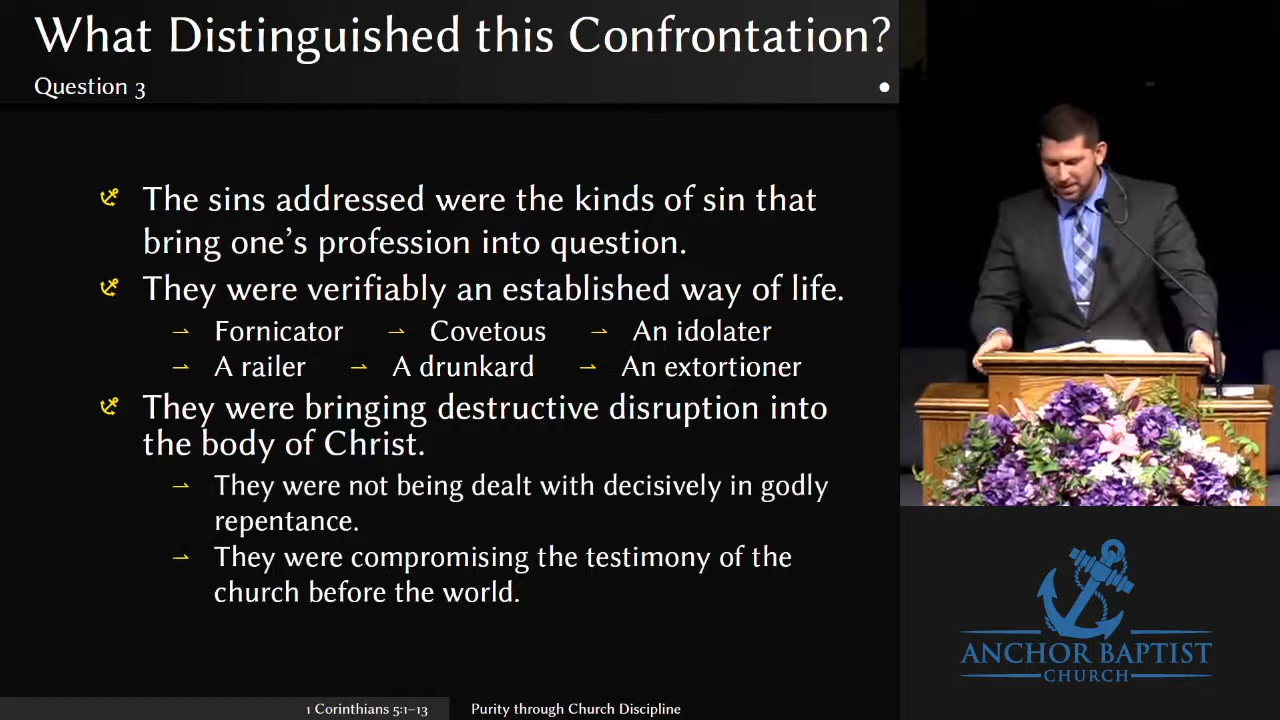 What Distinguished this Confrontation?
Question 3
The sins addressed were the kinds of sin that
bring one's profession into question.
They were verifiably an established way of life.
→ Fornicator → Covetous → An idolater
→ A railer → A drunkard → An extortioner
They were bringing destructive disruption into
the body of Christ.
→ They were not being dealt with decisively in godly
repentance.
→ They were compromising the testimony of the
church before the world.
1 Corinthians 5:1–13 Purity through Church Discipline
ANCHOR BAPTIST
CHURCH